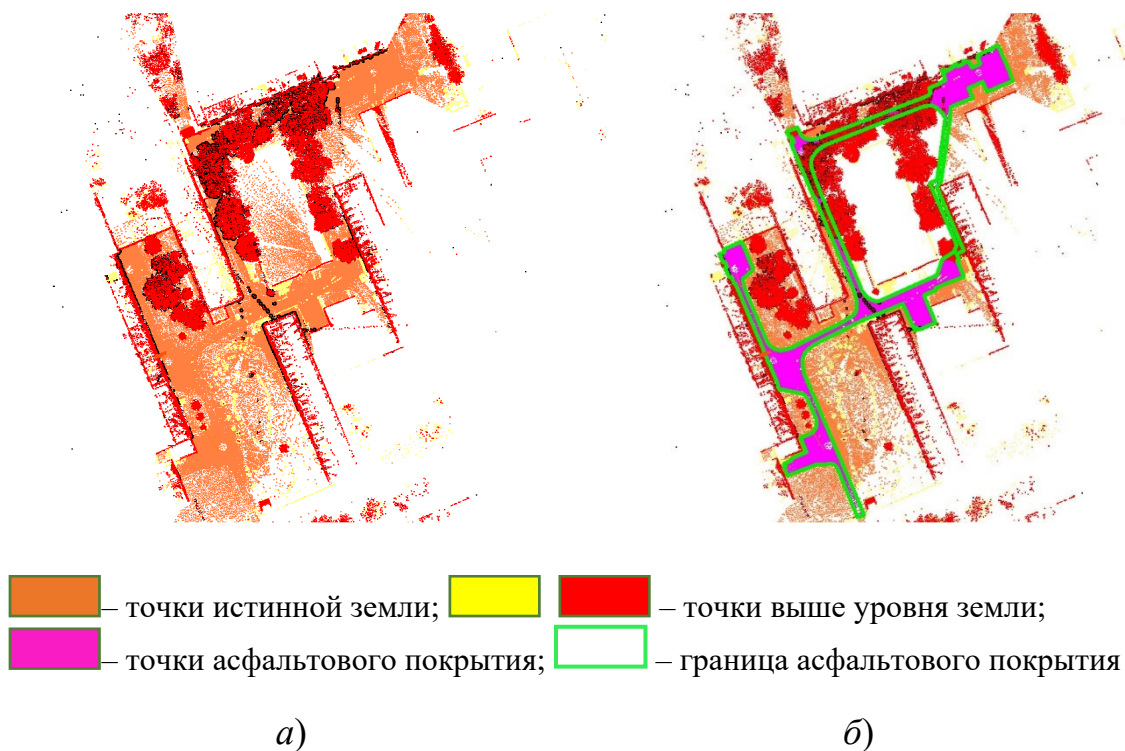 – точки истинной земли; – точки выше уровня земли;
– точки асфальтового покрытия; – граница асфальтового покрытия
а) б)